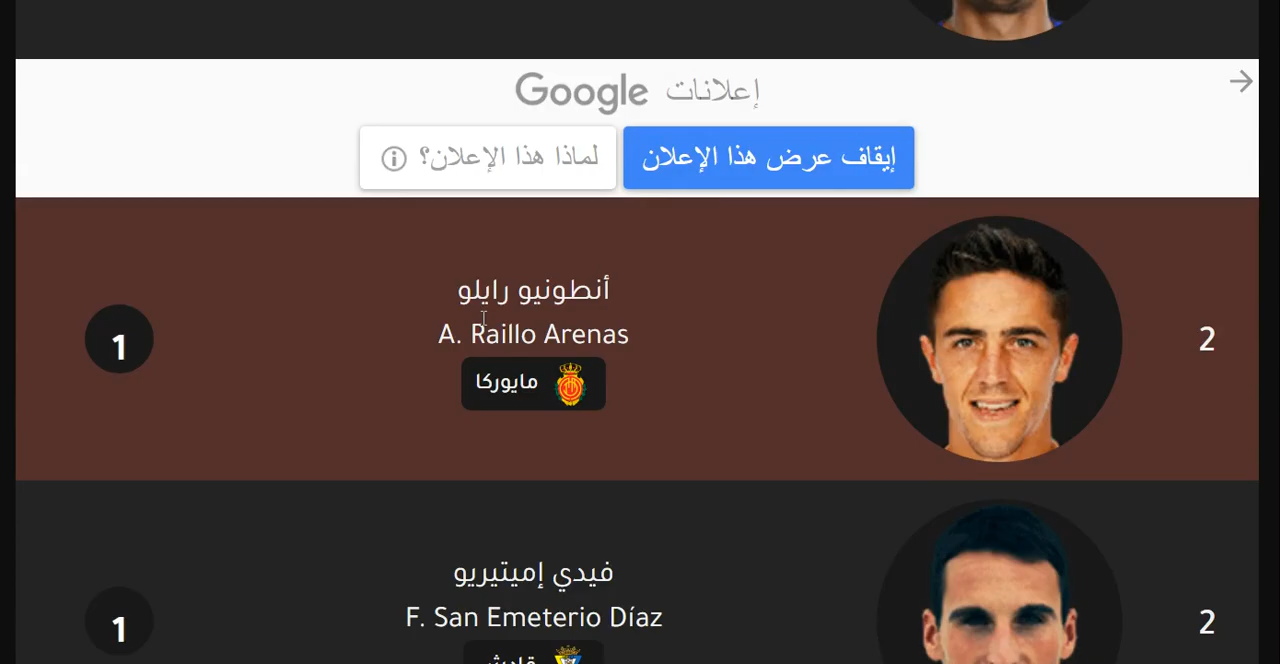 إعلانات Google
إيقاف عرض هذا الإعلان
لماذا هذا الإعلان؟
2
أنطونيو رايلو
A. Raillo Arenas
مايوركا
1
2
فيدي إميتيريو
F. San Emeterio Díaz
1